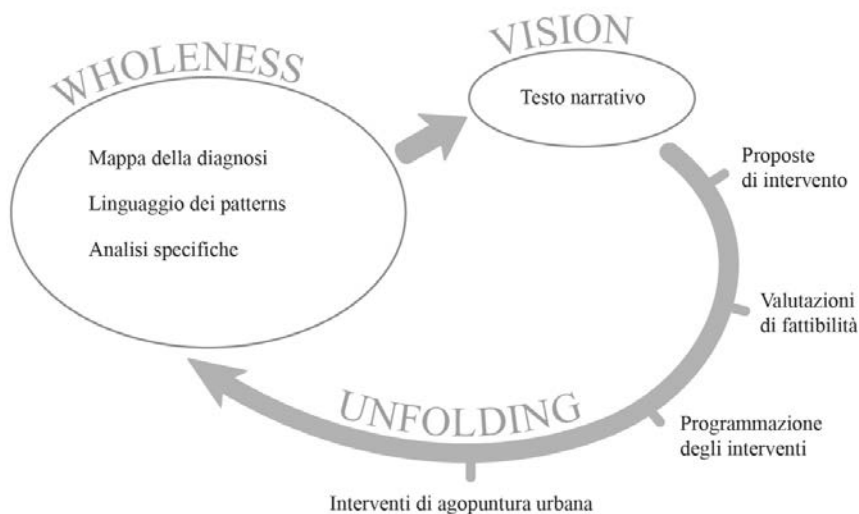 WHOLENESS
Mappa della diagnosi
Linguaggio dei patterns
Analisi specifiche
VISION
Testo narrativo
Proposte
di intervento
Valutazioni
di fattibilità
Programmazione
degli interventi
UNFOLDING
Interventi di agopuntura urbana